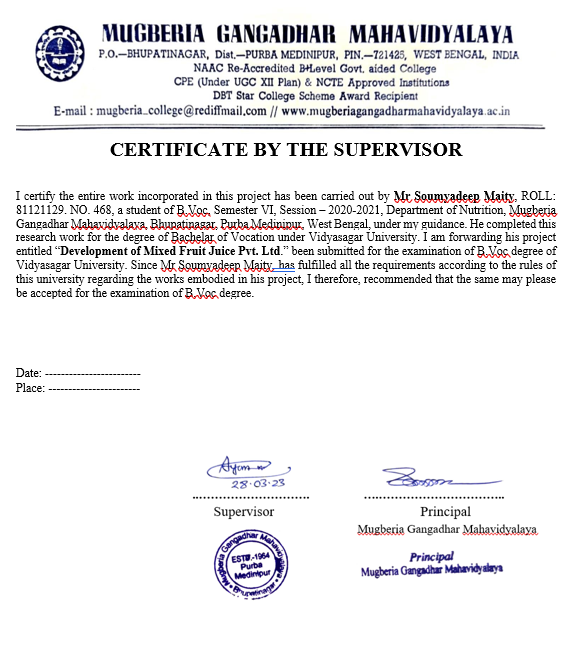 MUGBERIA GANGADHAR MAHAVIDYALAYA
P.O.–BHUPATINAGAR, Dist.–PURBA MEDINIPUR, PIN.–721425, WEST BENGAL, INDIA
NAAC Re-Accredited B+Level Govt. aided College
CPE (Under UGC XII Plan) & NCTE Approved Institutions
DBT Star College Scheme Award Recipient
E-mail : mugberia_college@rediffmail.com // www.mugberiagangadharmahavidyalaya.ac.in
CERTIFICATE BY THE SUPERVISOR
I certify the entire work incorporated in this project has been carried out by Mr Soumyadeep Maity, ROLL:
81121129. NO. 468, a student of B.Voc, Semester VI, Session – 2020-2021, Department of Nutrition, Mugberia
Gangadhar Mahavidyalaya, Bhupatinagar, Purba Medinipur, West Bengal, under my guidance. He completed this
research work for the degree of Bachelar of Vocation under Vidyasagar University. I am forwarding his project
entitled “Development of Mixed Fruit Juice Pvt. Ltd.” been submitted for the examination of B.Voc degree of
Vidyasagar University. Since Mr.Soumyadeep Maity, has fulfilled all the requirements according to the rules of
this university regarding the works embodied in his project, I therefore, recommended that the same may please
be accepted for the examination of B.Voc degree.
Date: ------------------------
Place: -----------------------
28.03.23
Supervisor
Principal
Mugberia Gangadhar Mahavidyalaya
Mugberia Gangadhar Mahavidyalaya
ESTD.-1964
Purba
Medinipur
Bhupatinagar
Principal
Mugberia Gangadhar Mahavidyalaya